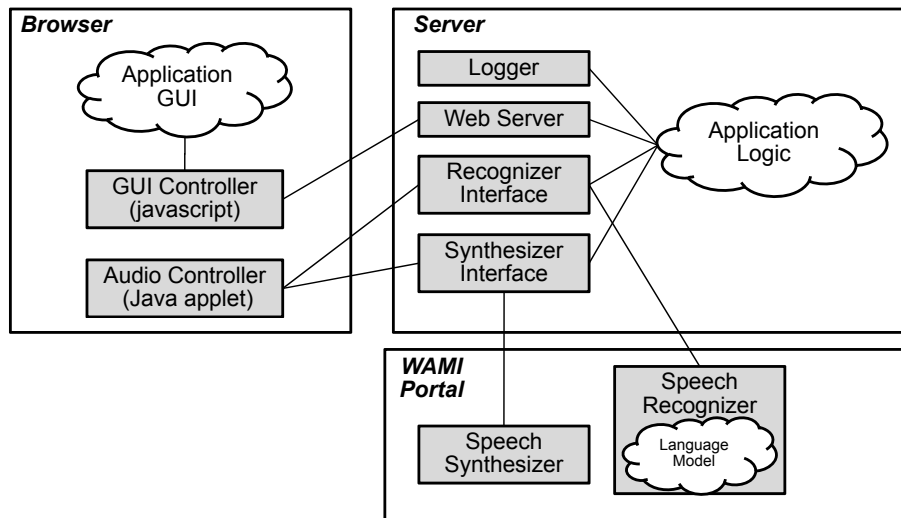 Browser
Application
GUI
GUI Controller
(javascript)
Audio Controller
(Java applet)
Server
Logger
Web Server
Recognizer
Interface
Synthesizer
Interface
Application
Logic
WAMI
Portal
Speech
Synthesizer
Speech
Recognizer
Language
Model